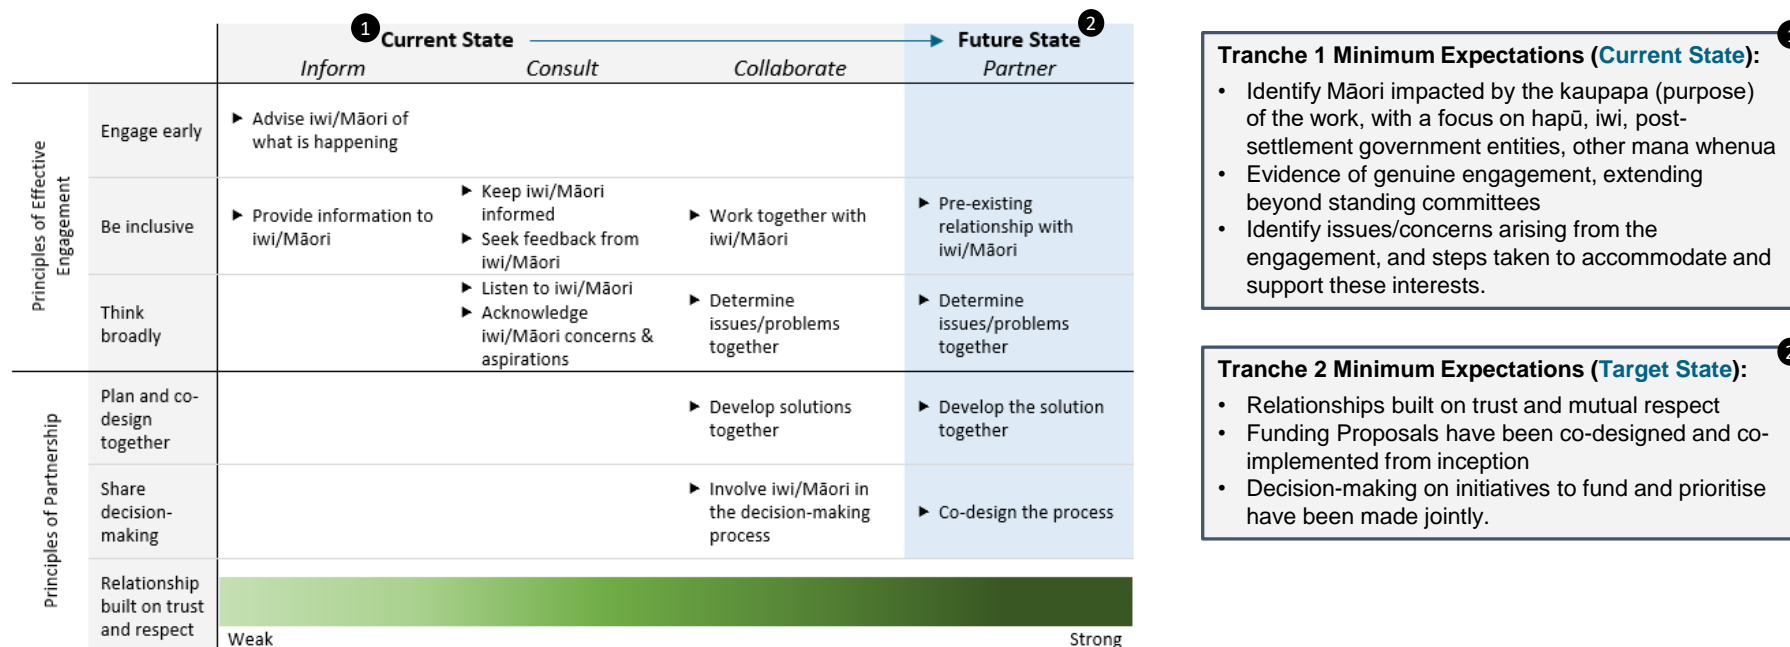 1
2
Current State
Future State
Inform
Consult
Collaborate
Partner
Principles of Effective
Engagement
Engage early
► Advise iwi/Māori of
what is happening
Be inclusive
► Provide information to
iwi/Māori
► Keep iwi/Māori
informed
► Seek feedback from
iwi/Māori
► Work together with
iwi/Māori
► Pre-existing
relationship with
iwi/Māori
Think
broadly
► Listen to iwi/Māori
► Acknowledge
iwi/Māori concerns &
aspirations
► Determine
issues/problems
together
► Determine
issues/problems
together
Principles of Partnership
Plan and co-
design
together
► Develop solutions
together
► Develop the solution
together
Share
decision-
making
► Involve iwi/Māori in
the decision-making
process
► Co-design the process
Relationship
built on trust
and respect
Weak
Strong
Tranche 1 Minimum Expectations (Current State):
• Identify Māori impacted by the kaupapa (purpose)
of the work, with a focus on hapū, iwi, post-
settlement government entities, other mana whenua
• Evidence of genuine engagement, extending
beyond standing committees
• Identify issues/concerns arising from the
engagement, and steps taken to accommodate and
support these interests.
Tranche 2 Minimum Expectations (Target State):
• Relationships built on trust and mutual respect
• Funding Proposals have been co-designed and co-
implemented from inception
• Decision-making on initiatives to fund and prioritise
have been made jointly.